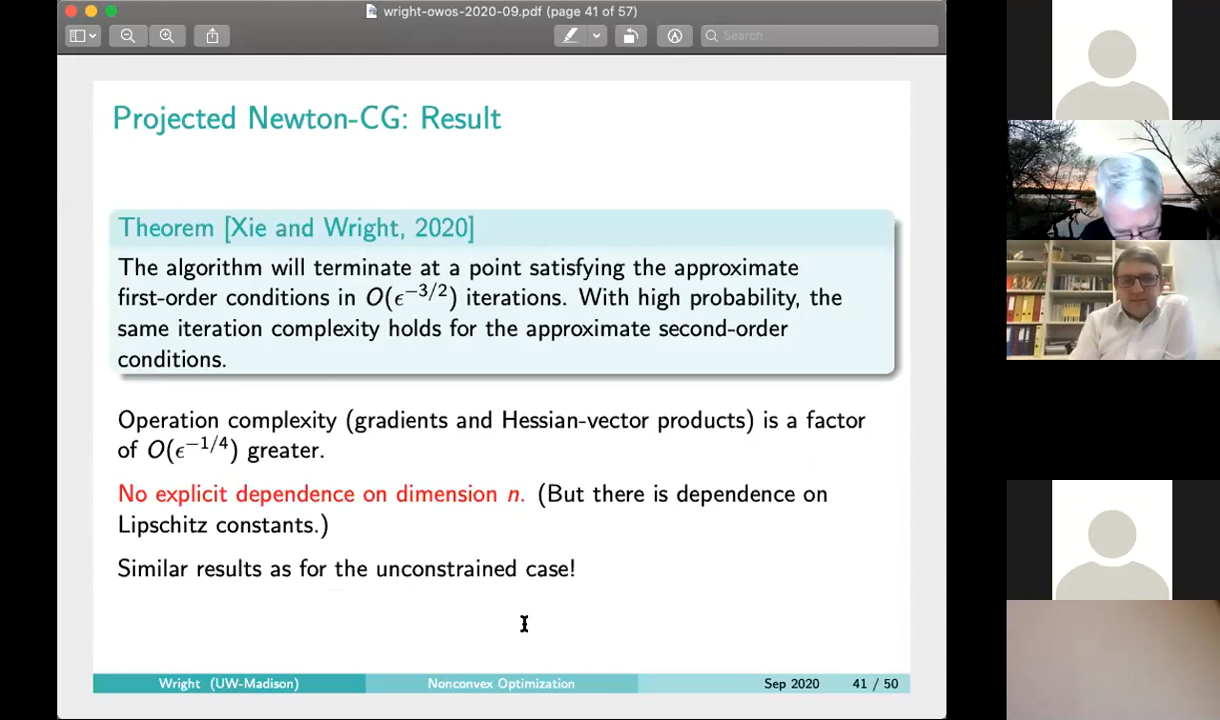 wright-owos-2020-09.pdf (page 41 of 57)
Search
Projected Newton-CG: Result
Theorem [Xie and Wright, 2020]
The algorithm will terminate at a point satisfying the approximate
first-order conditions in O(ϵ^{-3/2}) iterations. With high probability, the
same iteration complexity holds for the approximate second-order
conditions.
Operation complexity (gradients and Hessian-vector products) is a factor
of O(ϵ^{-1/4}) greater.
No explicit dependence on dimension n. (But there is dependence on
Lipschitz constants.)
Similar results as for the unconstrained case!
Wright (UW-Madison) Nonconvex Optimization Sep 2020 41 / 50